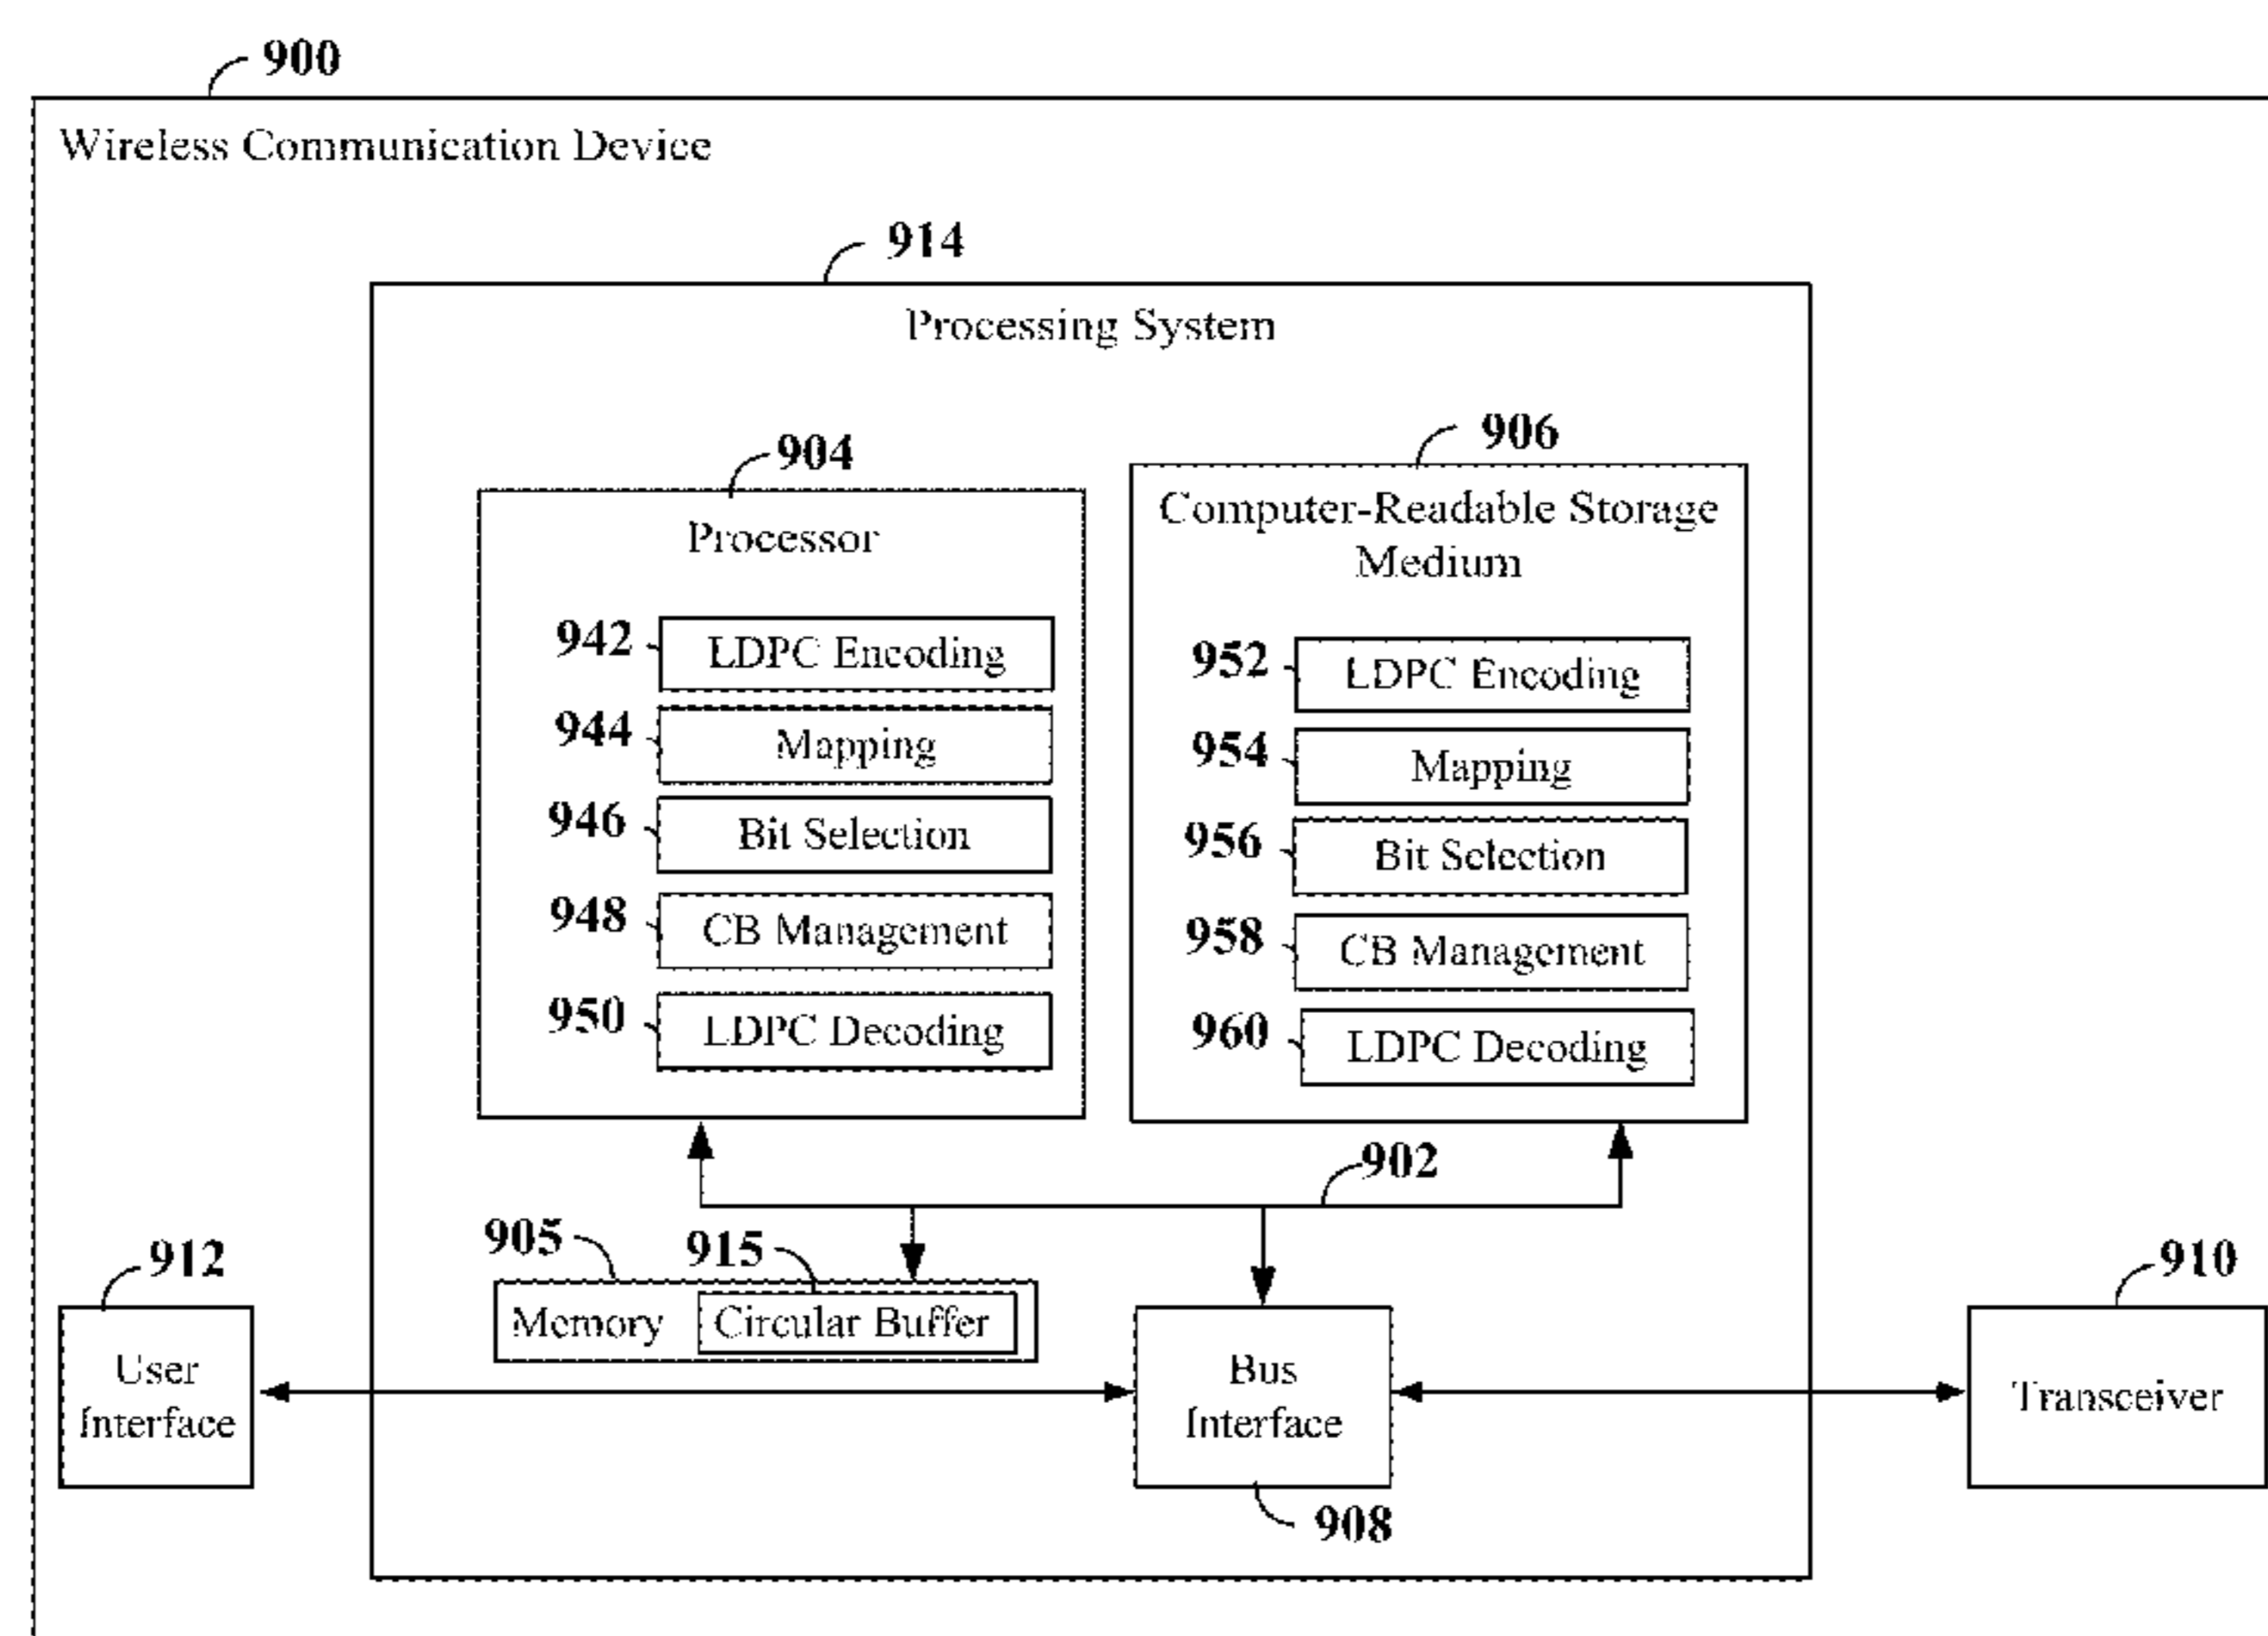 900
Wireless Communication Device
914
Processing System
904
Processor
942 LDPC Encoding
944 Mapping
946 Bit Selection
948 CB Management
950 LDPC Decoding
906
Computer-Readable Storage
Medium
952 LDPC Encoding
954 Mapping
956 Bit Selection
958 CB Management
960 LDPC Decoding
902
905
915
Memory
Circular Buffer
912
User
Interface
Bus
Interface
908
910
Transceiver